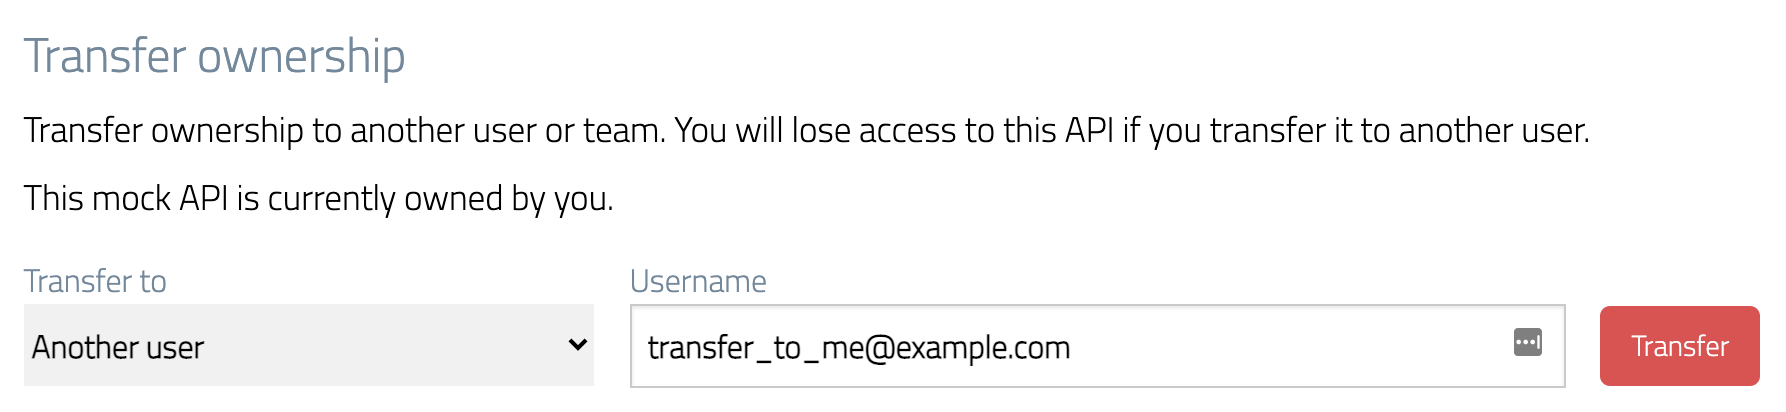 Transfer ownership
Transfer ownership to another user or team. You will lose access to this API if you transfer it to another user.
This mock API is currently owned by you.
Transfer to
Username
Another user
transfer_to_me@example.com
Transfer